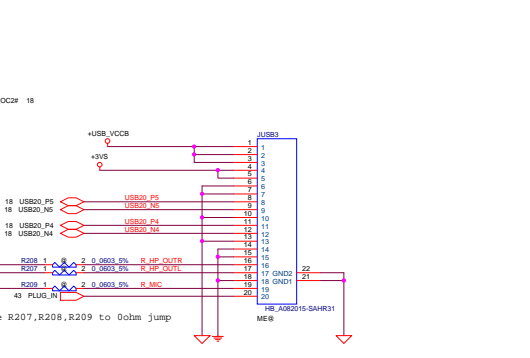 OC2# 18
+USB_VCCB
JUSB3
+3VS
1 1
2 2
3 3
4 4
5 5
6 6
7 7
18 USB20_P5 USB20_P5 8 8
18 USB20_N5 USB20_N5 9 9
10 10
18 USB20_P4 USB20_P4 11 11
18 USB20_N4 USB20_N4 12 12
13 13
14 14
15 15
R208 1 @ 2 0_0603_5% R_HP_OUTR 16 16
R207 1 @ 2 0_0603_5% R_HP_OUTL 17 17 GND2 22
18 18 GND1 21
R209 1 @ 2 0_0603_5% R_MIC 19 19
43 PLUG_IN 20 20
HB_A082015-SAHR31
ME@
e R207,R208,R209 to 0ohm jump